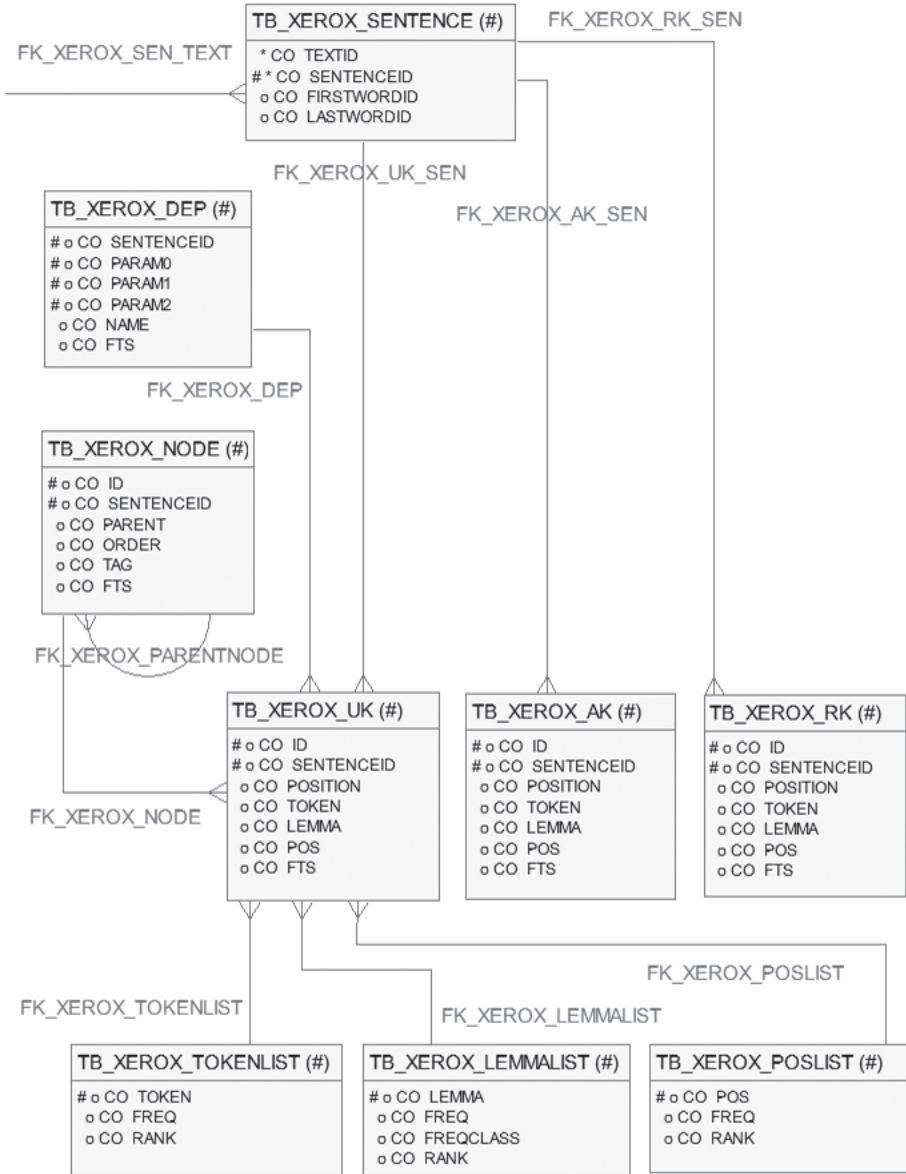 TB_XEROX_SENTENCE (#)
* CO TEXTID
# * CO SENTENCEID
o CO FIRSTWORDID
o CO LASTWORDID
FK_XEROX_RK_SEN
FK_XEROX_SEN_TEXT
FK_XEROX_UK_SEN
FK_XEROX_AK_SEN
TB_XEROX_DEP (#)
# o CO SENTENCEID
# o CO PARAM0
# o CO PARAM1
# o CO PARAM2
o CO NAME
o CO FTS
FK_XEROX_DEP
TB_XEROX_NODE (#)
# o CO ID
# o CO SENTENCEID
o CO PARENT
o CO ORDER
o CO TAG
o CO FTS
FK_XEROX_PARENTNODE
FK_XEROX_NODE
TB_XEROX_UK (#)
# o CO ID
# o CO SENTENCEID
o CO POSITION
o CO TOKEN
o CO LEMMA
o CO POS
o CO FTS
TB_XEROX_AK (#)
# o CO ID
# o CO SENTENCEID
o CO POSITION
o CO TOKEN
o CO LEMMA
o CO POS
o CO FTS
TB_XEROX_RK (#)
# o CO ID
# o CO SENTENCEID
o CO POSITION
o CO TOKEN
o CO LEMMA
o CO POS
o CO FTS
FK_XEROX_TOKENLIST
FK_XEROX_LEMMALIST
FK_XEROX_POSLIST
TB_XEROX_TOKENLIST (#)
# o CO TOKEN
o CO FREQ
o CO RANK
TB_XEROX_LEMMALIST (#)
# o CO LEMMA
o CO FREQ
o CO FREQCLASS
o CO RANK
TB_XEROX_POSLIST (#)
# o CO POS
o CO FREQ
o CO RANK